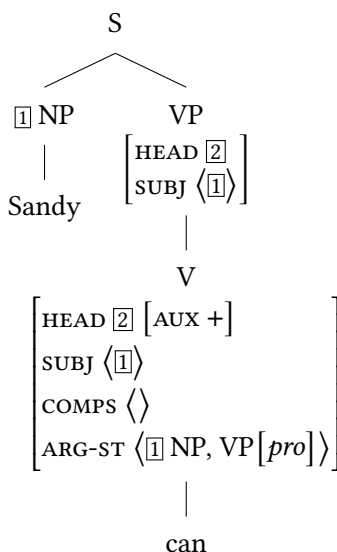 S
1 NP VP
[HEAD 2
SUBJ ⟨1⟩]
Sandy
V
[HEAD 2 [AUX +]
SUBJ ⟨1⟩
COMPS ⟨⟩
ARG-ST ⟨1 NP, VP[pro]⟩]
can